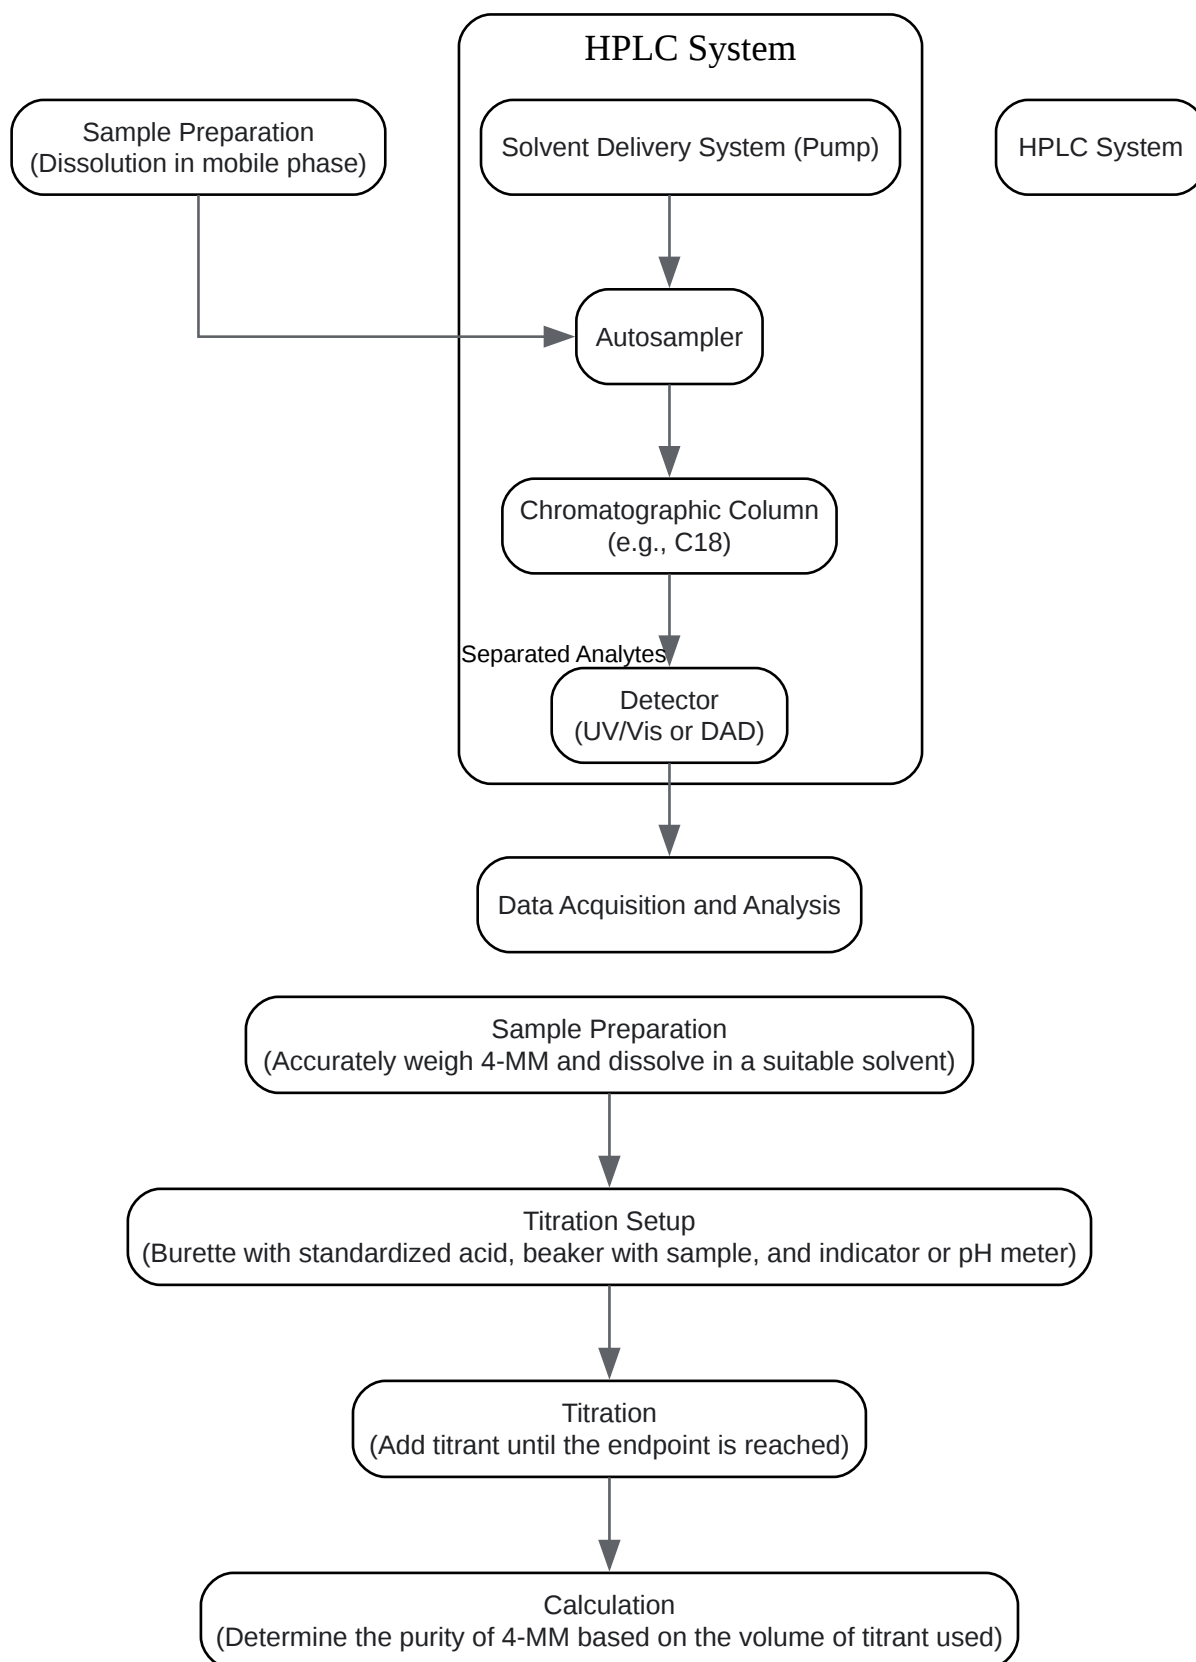 HPLC System
Sample Preparation
(Dissolution in mobile phase)
Solvent Delivery System (Pump)
HPLC System
Autosampler
Chromatographic Column
(e.g., C18)
Separated Analytes
Detector
(UV/Vis or DAD)
Data Acquisition and Analysis
Sample Preparation
(Accurately weigh 4-MM and dissolve in a suitable solvent)
Titration Setup
(Burette with standardized acid, beaker with sample, and indicator or pH meter)
Titration
(Add titrant until the endpoint is reached)
Calculation
(Determine the purity of 4-MM based on the volume of titrant used)